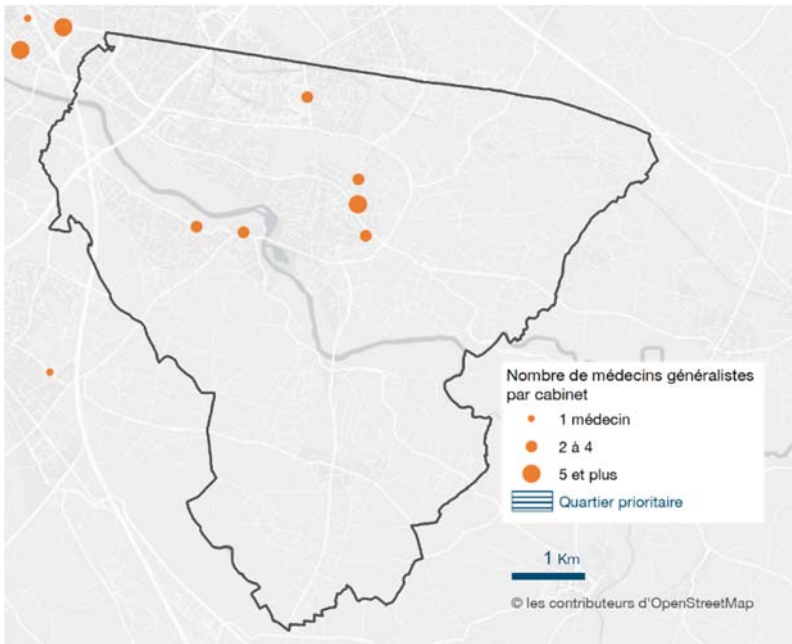 Nombre de médecins généralistes
par cabinet
1 médecin
2 à 4
5 et plus
Quartier prioritaire
1 Km
© les contributeurs d'OpenStreetMap